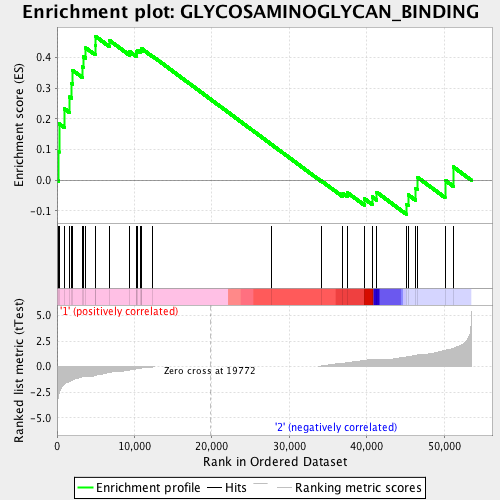 Enrichment plot: GLYCOSAMINOGLYCAN_BINDING
Enrichment score (ES)
0.4
0.3
0.2
0.1
0.0
-0.1
'1' (positively correlated)
Ranked list metric (tTest)
5.0
2.5
0.0
-2.5
-5.0
Zero cross at 19772
'2' (negatively correlated)
0 10,000 20,000 30,000 40,000 50,000
Rank in Ordered Dataset
Enrichment profile Hits Ranking metric scores